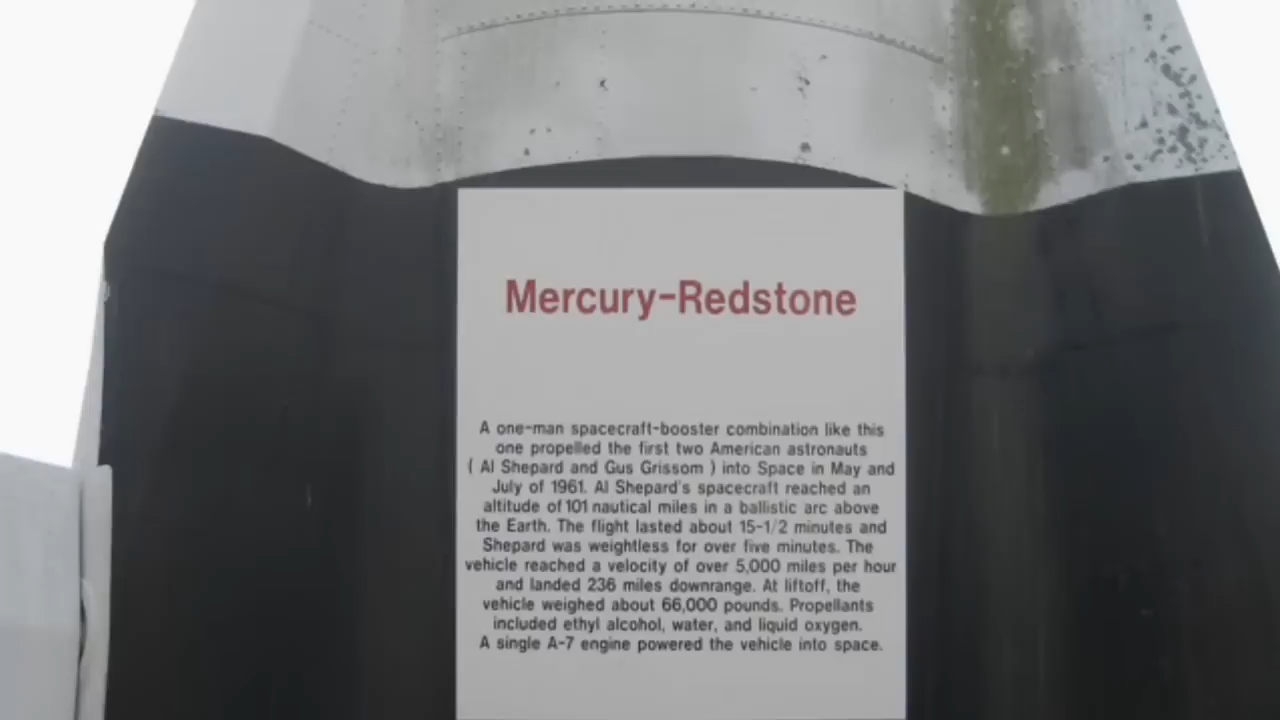 Mercury-Redstone
A one-man spacecraft-booster combination like this
one propelled the first two American astronauts
( Al Shepard and Gus Grissom ) into Space in May and
July of 1961. Al Shepard's spacecraft reached an
altitude of 101 nautical miles in a ballistic arc above
the Earth. The flight lasted about 15-1/2 minutes and
Shepard was weightless for over five minutes. The
vehicle reached a velocity of over 5,000 miles per hour
and landed 236 miles downrange. At liftoff, the
vehicle weighed about 66,000 pounds. Propellants
included ethyl alcohol, water, and liquid oxygen.
A single A-7 engine powered the vehicle into space.